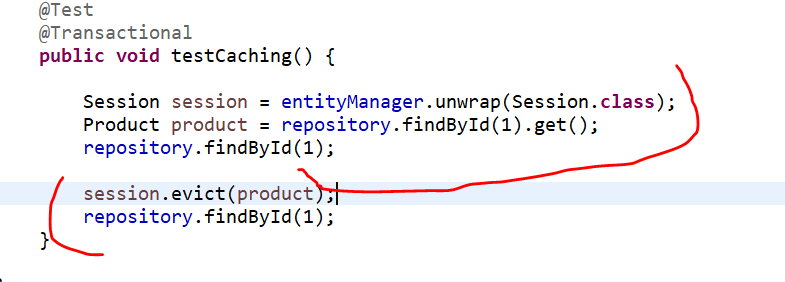 @Test
@Transactional
public void testCaching() {
Session session = entityManager.unwrap(Session.class);
Product product = repository.findById(1).get();
repository.findById(1);
session.evict(product);
repository.findById(1);
}